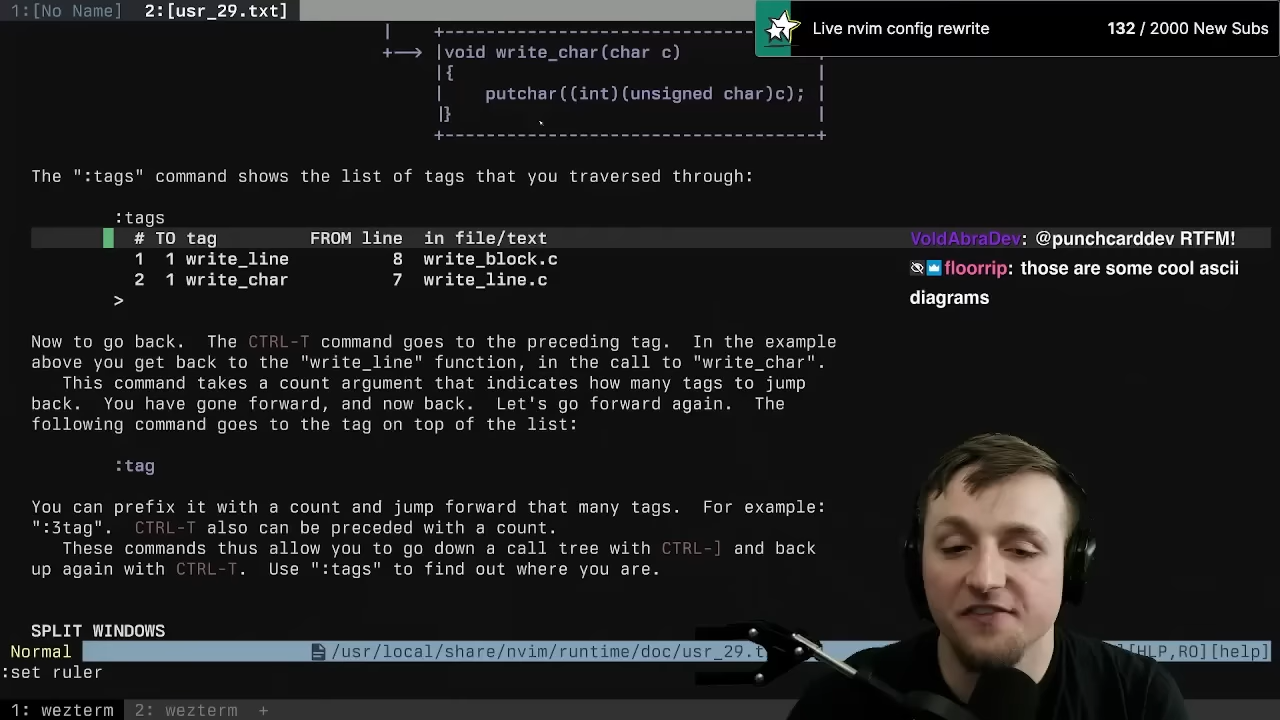 1:[No Name]  2:[usr_29.txt]
Live nvim config rewrite 132 / 2000 New Subs
|void write_char(char c) |
|{ |
| putchar((int)(unsigned char)c); |
|} |
The ":tags" command shows the list of tags that you traversed through:
:tags
# TO tag FROM line in file/text
1 1 write_line 8 write_block.c
2 1 write_char 7 write_line.c
>
VoldAbraDev: @punchcarddev RTFM!
floorrip: those are some cool ascii
diagrams
Now to go back.  The CTRL-T command goes to the preceding tag.  In the example
above you get back to the "write_line" function, in the call to "write_char".
This command takes a count argument that indicates how many tags to jump
back.  You have gone forward, and now back.  Let's go forward again.  The
following command goes to the tag on top of the list:
:tag
You can prefix it with a count and jump forward that many tags.  For example:
":3tag".  CTRL-T also can be preceded with a count.
These commands thus allow you to go down a call tree with CTRL-] and back
up again with CTRL-T.  Use ":tags" to find out where you are.
SPLIT WINDOWS
Normal /usr/local/share/nvim/runtime/doc/usr_29.t [HLP,RO][help]
:set ruler
1: wezterm 2: wezterm +